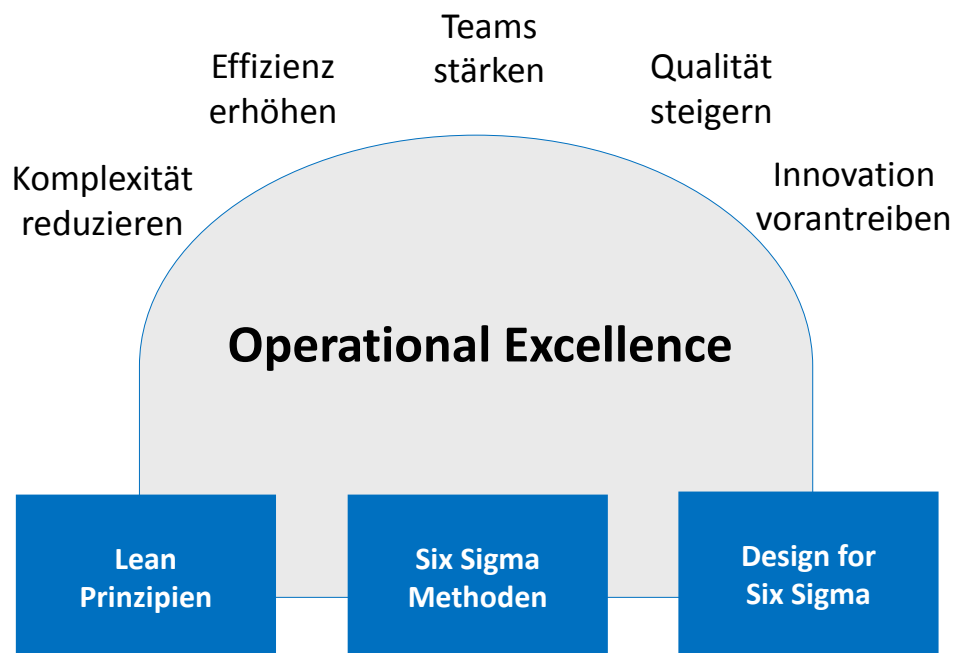 Teams
stärken
Effizienz
erhöhen
Qualität
steigern
Komplexität
reduzieren
Innovation
vorantreiben
Operational Excellence
Lean
Prinzipien
Six Sigma
Methoden
Design for
Six Sigma